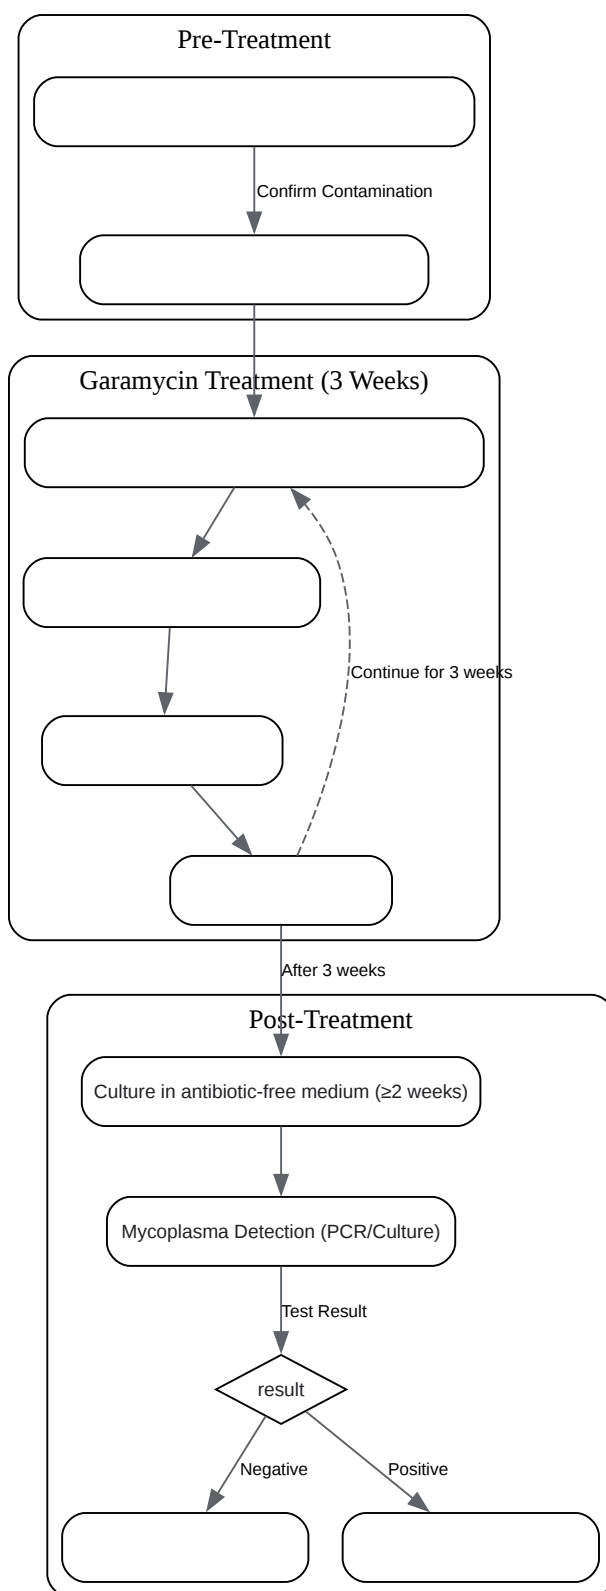 Pre-Treatment
Confirm Contamination
Garamycin Treatment (3 Weeks)
Continue for 3 weeks
After 3 weeks
Post-Treatment
Culture in antibiotic-free medium (≥2 weeks)
Mycoplasma Detection (PCR/Culture)
Test Result
result
Negative
Positive